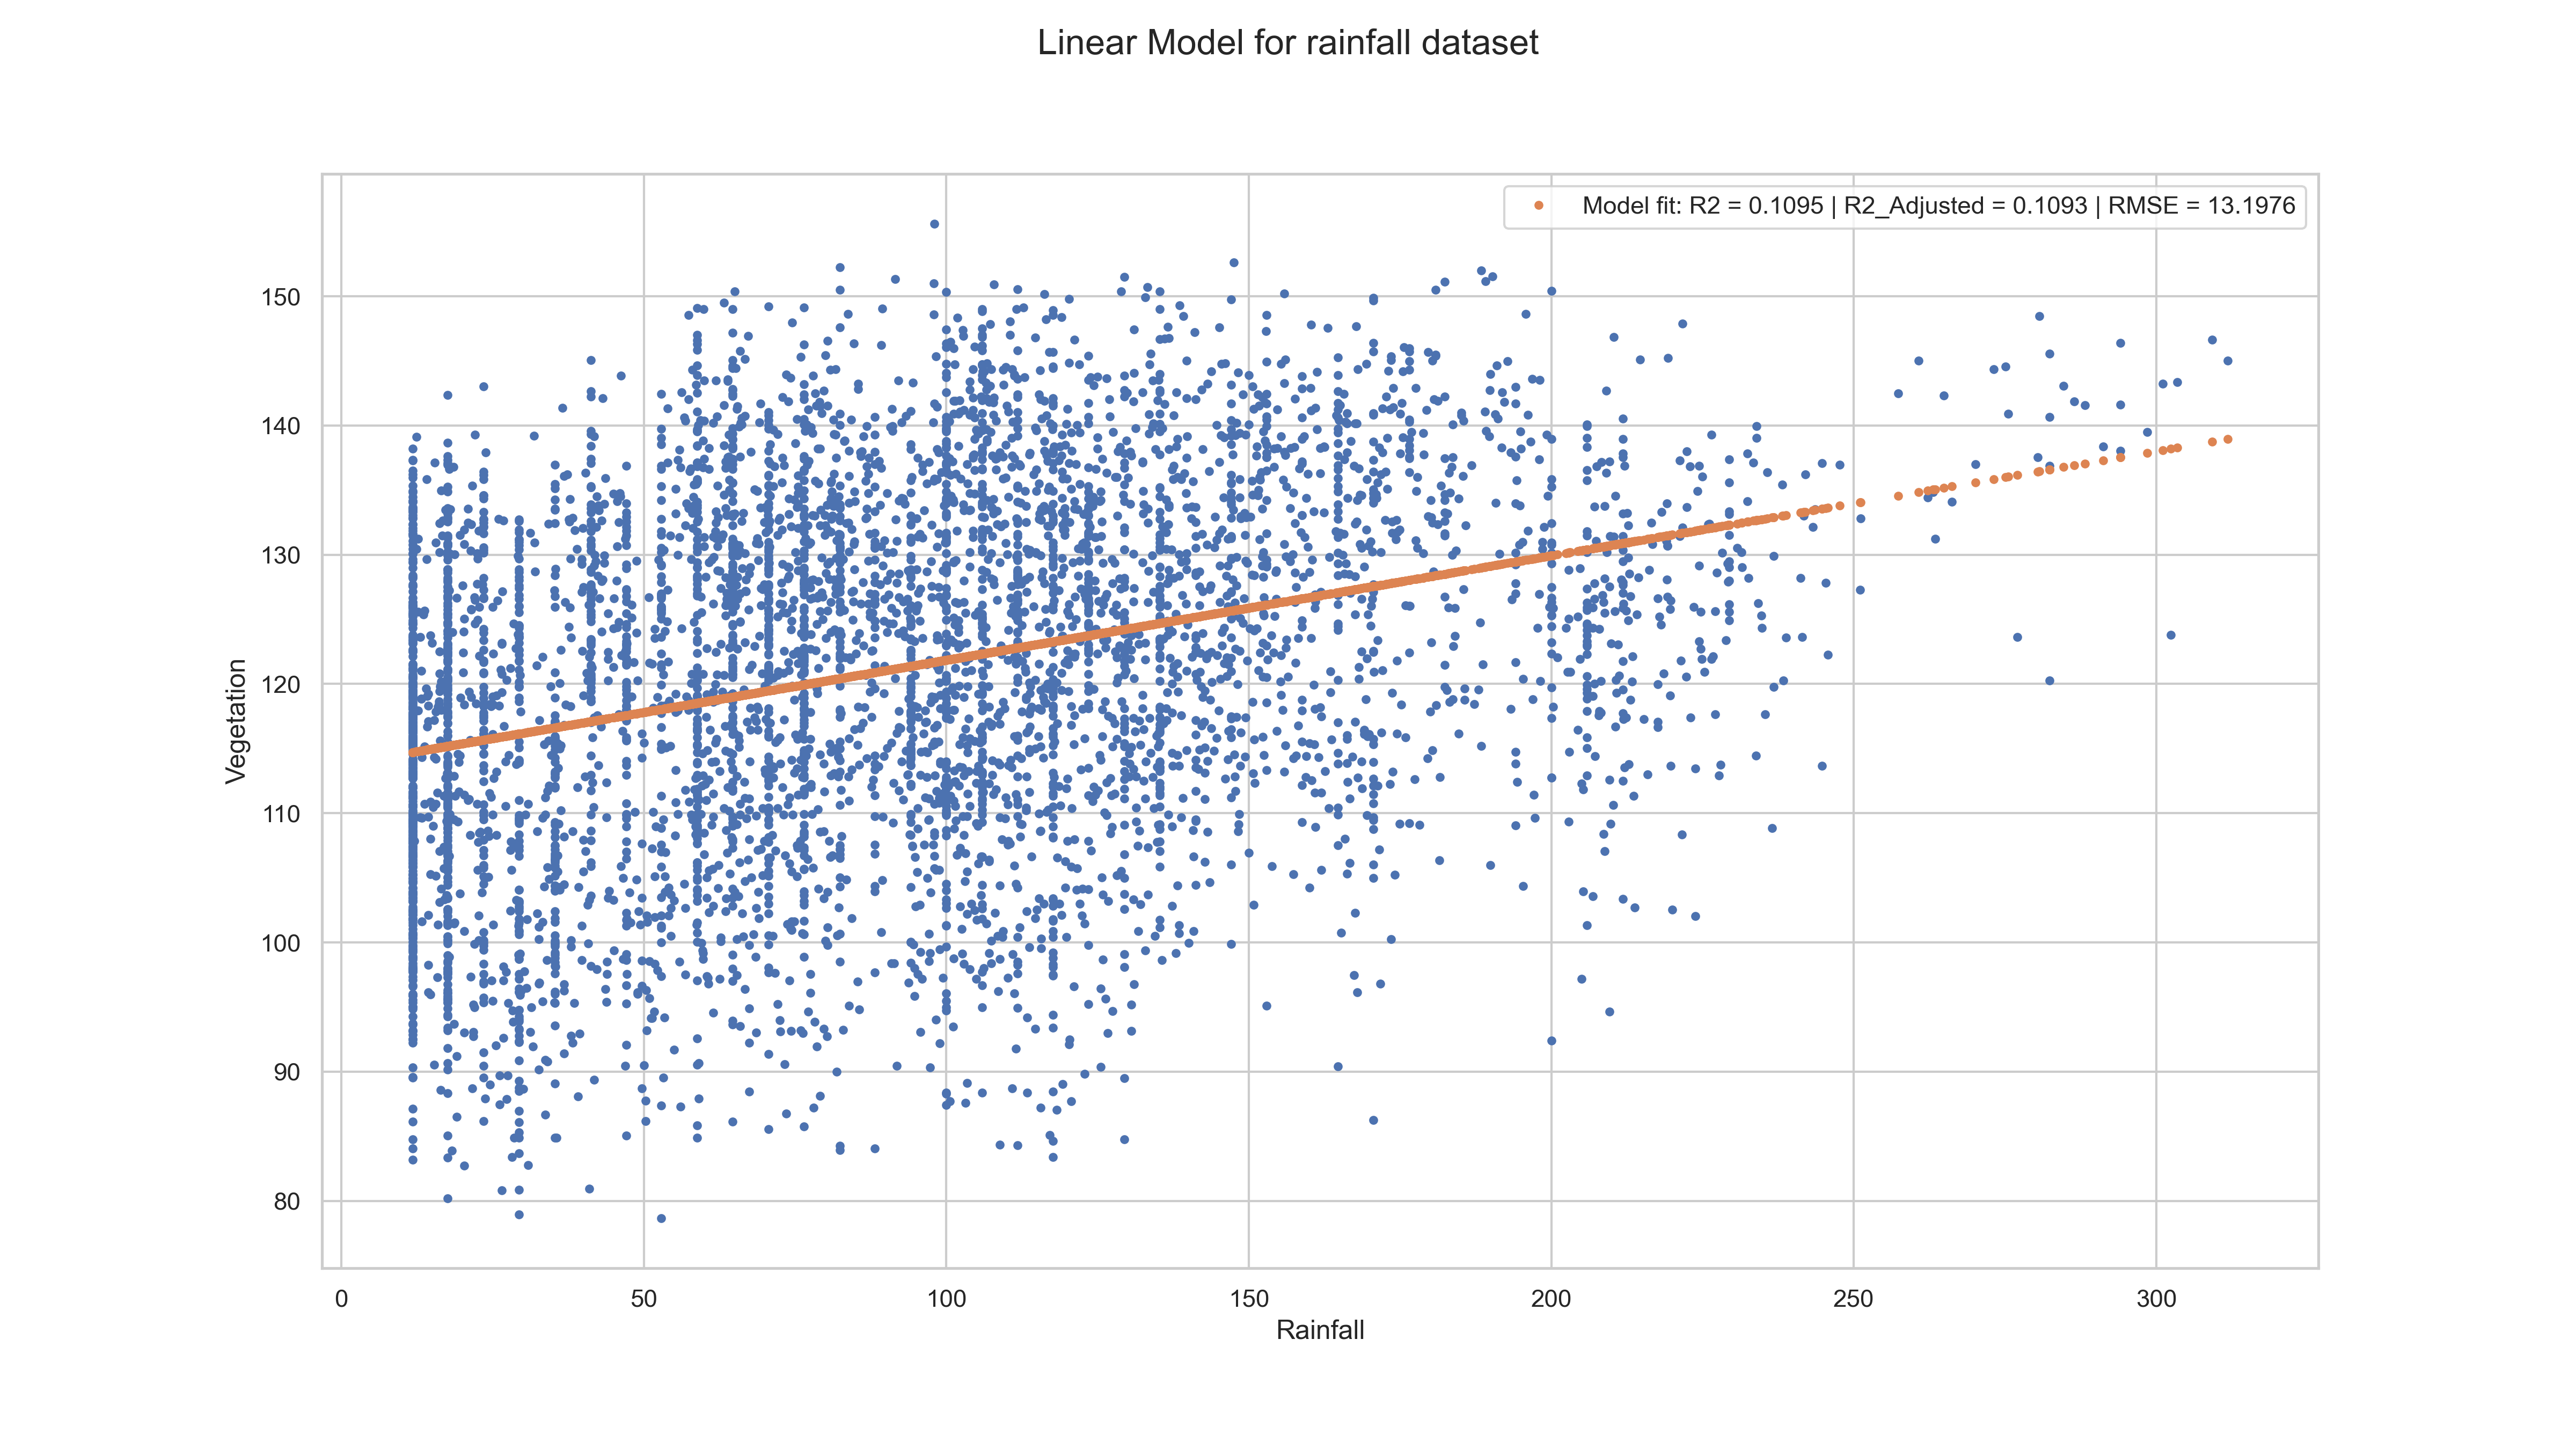 Linear Model for rainfall dataset
Model fit: R2 = 0.1095 | R2_Adjusted = 0.1093 | RMSE = 13.1976
150
140
130
120
110
100
90
80
Vegetation
0 50 100 150 200 250 300
Rainfall